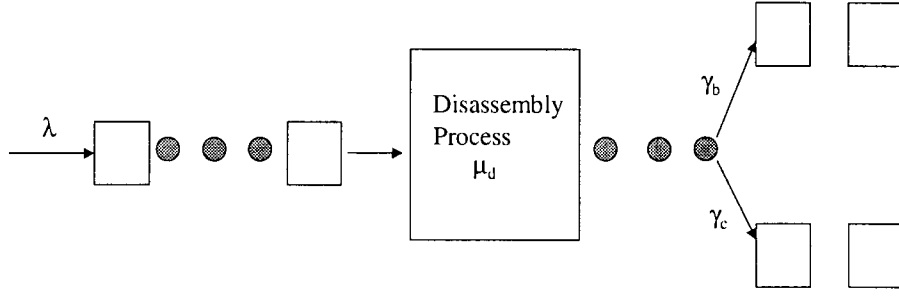 λ
Disassembly
Process
μd
γb
γc